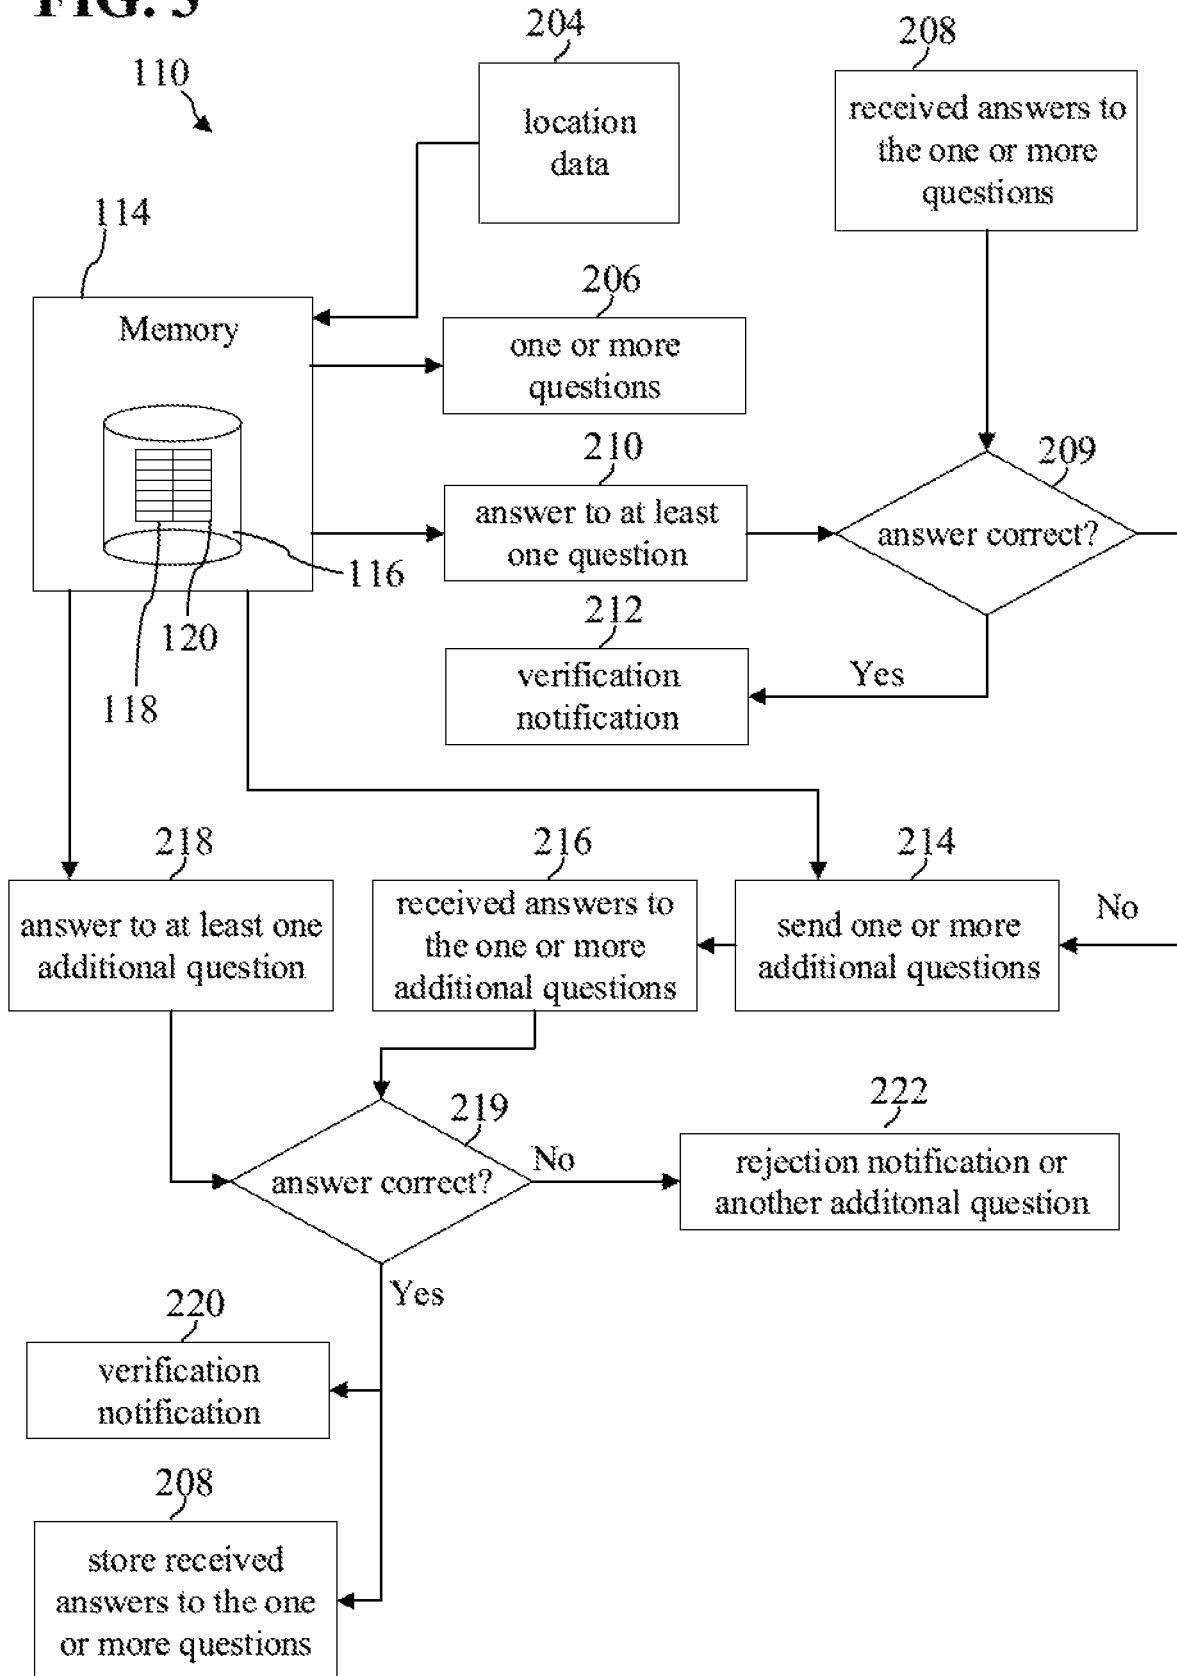 FIG. 3
204
208
110
location
data
received answers to
the one or more
questions
114
206
Memory
one or more
questions
210
209
answer to at least
one question
answer correct?
116
120
118
212
verification
notification
Yes
218
216
214
answer to at least one
additional question
received answers to
the one or more
additional questions
send one or more
additional questions
No
219
222
answer correct?
No
rejection notification or
another additonal question
Yes
220
verification
notification
208
store received
answers to the one
or more questions